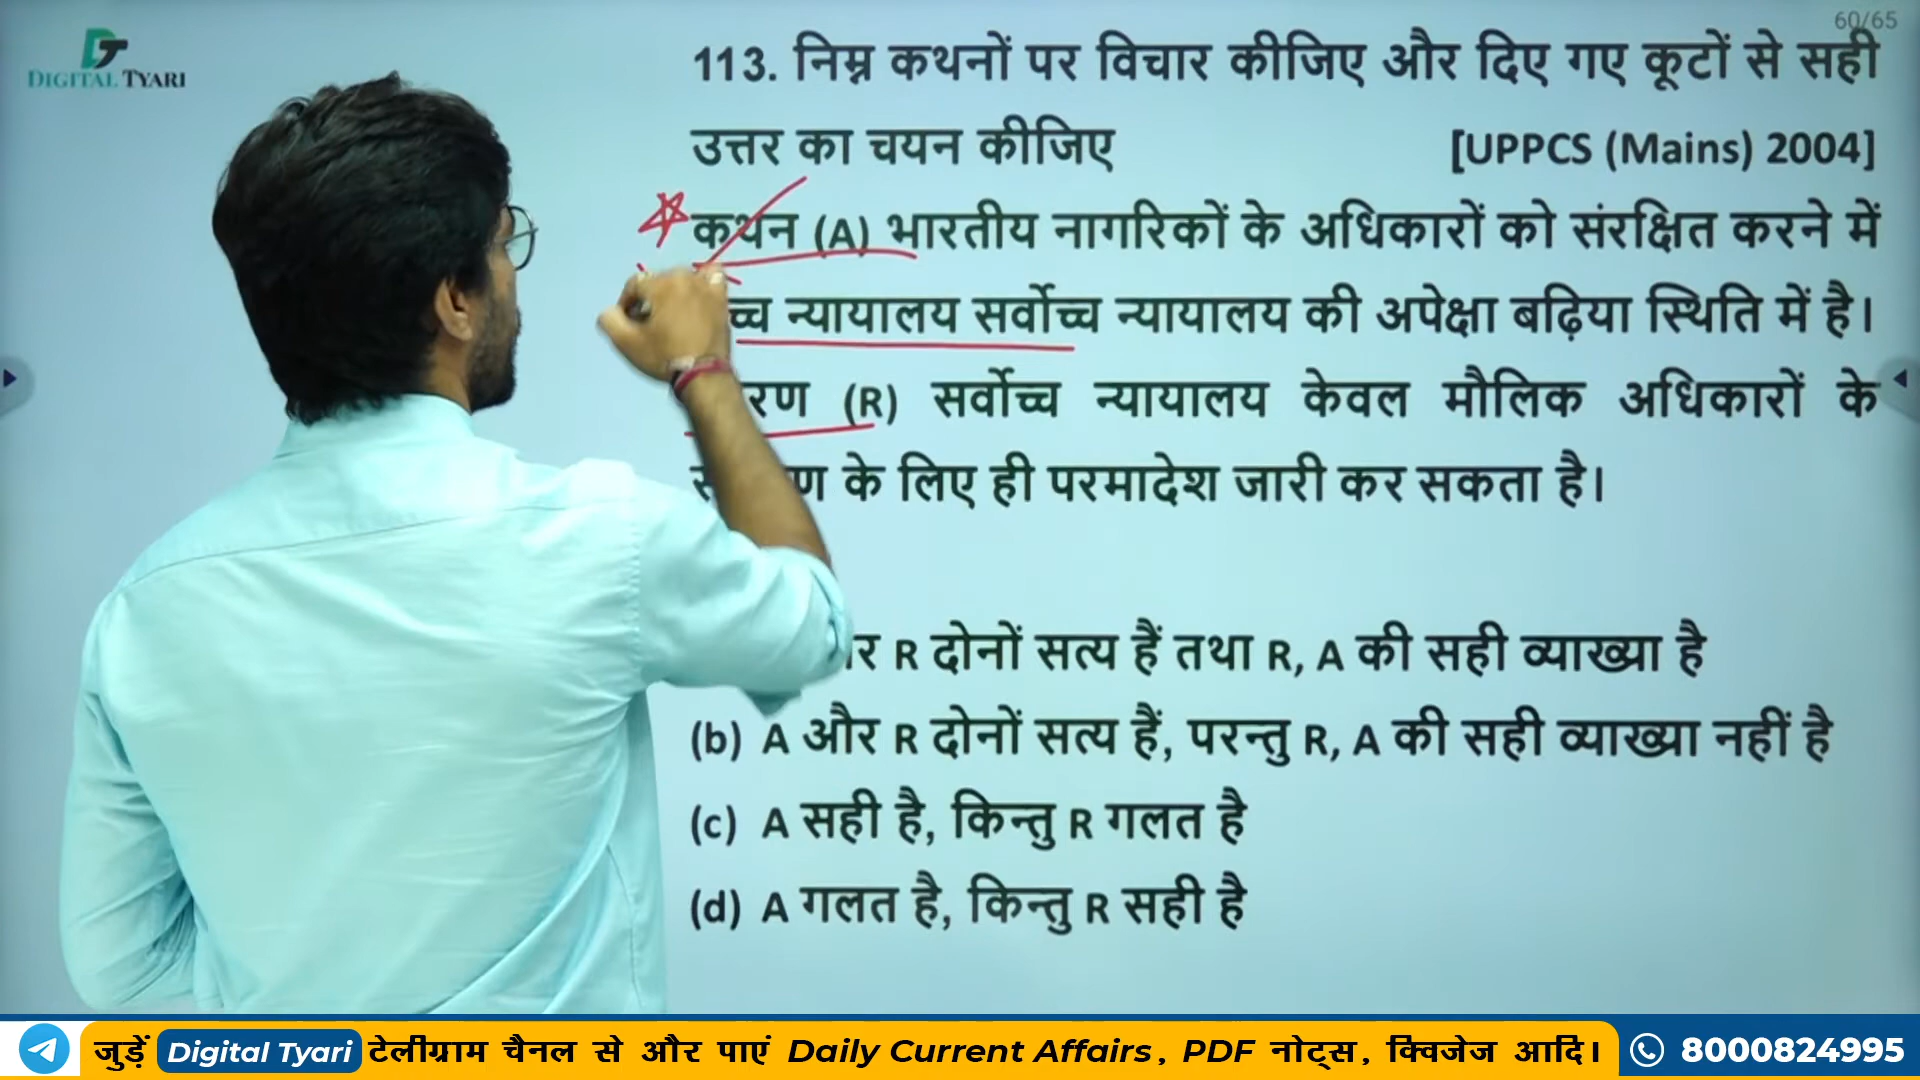 60/65
DIGITAL TYARI
113. निम्न कथनों पर विचार कीजिए और दिए गए कूटों से सही
उत्तर का चयन कीजिए [UPPCS (Mains) 2004]
कथन (A) भारतीय नागरिकों के अधिकारों को संरक्षित करने में
न्यायालय सर्वोच्च न्यायालय की अपेक्षा बढ़िया स्थिति में है।
(R) सर्वोच्च न्यायालय केवल मौलिक अधिकारों के
के लिए ही परमादेश जारी कर सकता है।
R दोनों सत्य हैं तथा R, A की सही व्याख्या है
(b) A और R दोनों सत्य हैं, परन्तु R, A की सही व्याख्या नहीं है
(c) A सही है, किन्तु R गलत है
(d) A गलत है, किन्तु R सही है
जुड़ें Digital Tyari टेलीग्राम चैनल से और पाएं Daily Current Affairs, PDF नोट्स, क्विजेज आदि। 8000824995